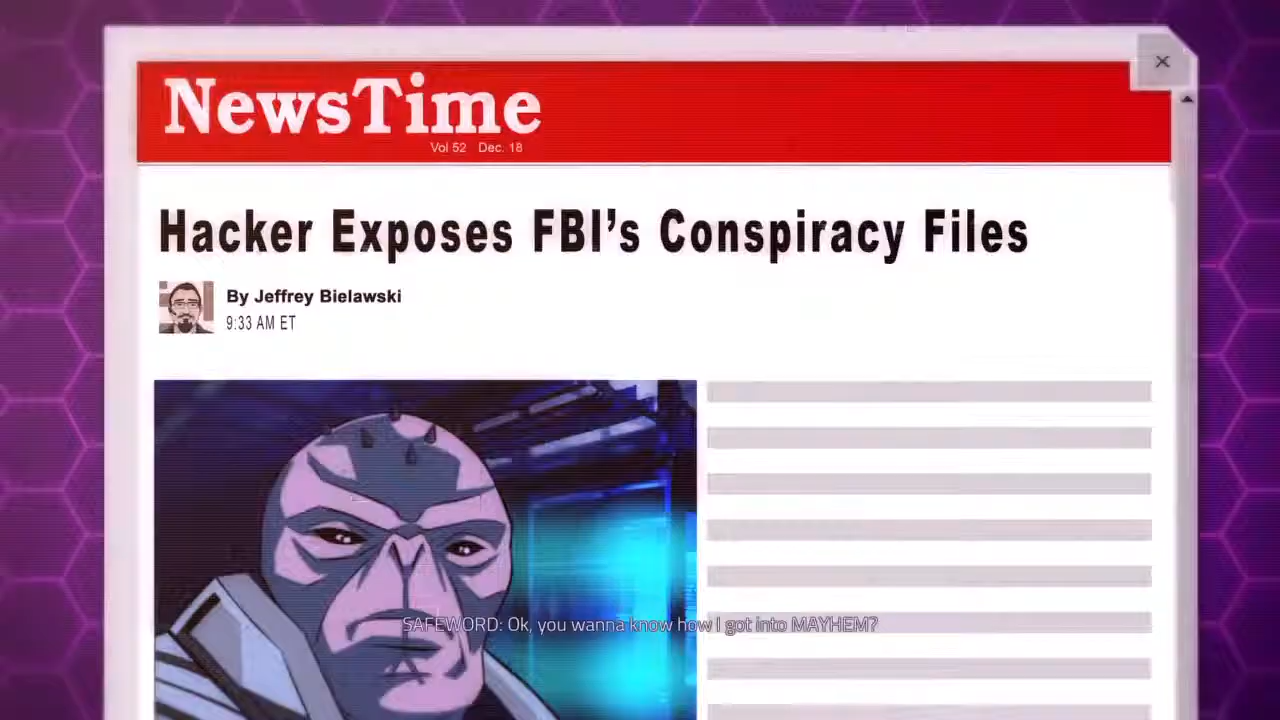 NewsTime
Vol 52 Dec. 18
Hacker Exposes FBI's Conspiracy Files
By Jeffrey Bielawski
9:33 AM ET
SAFEWORD: Ok, you wanna know how I got into MAYHEM?